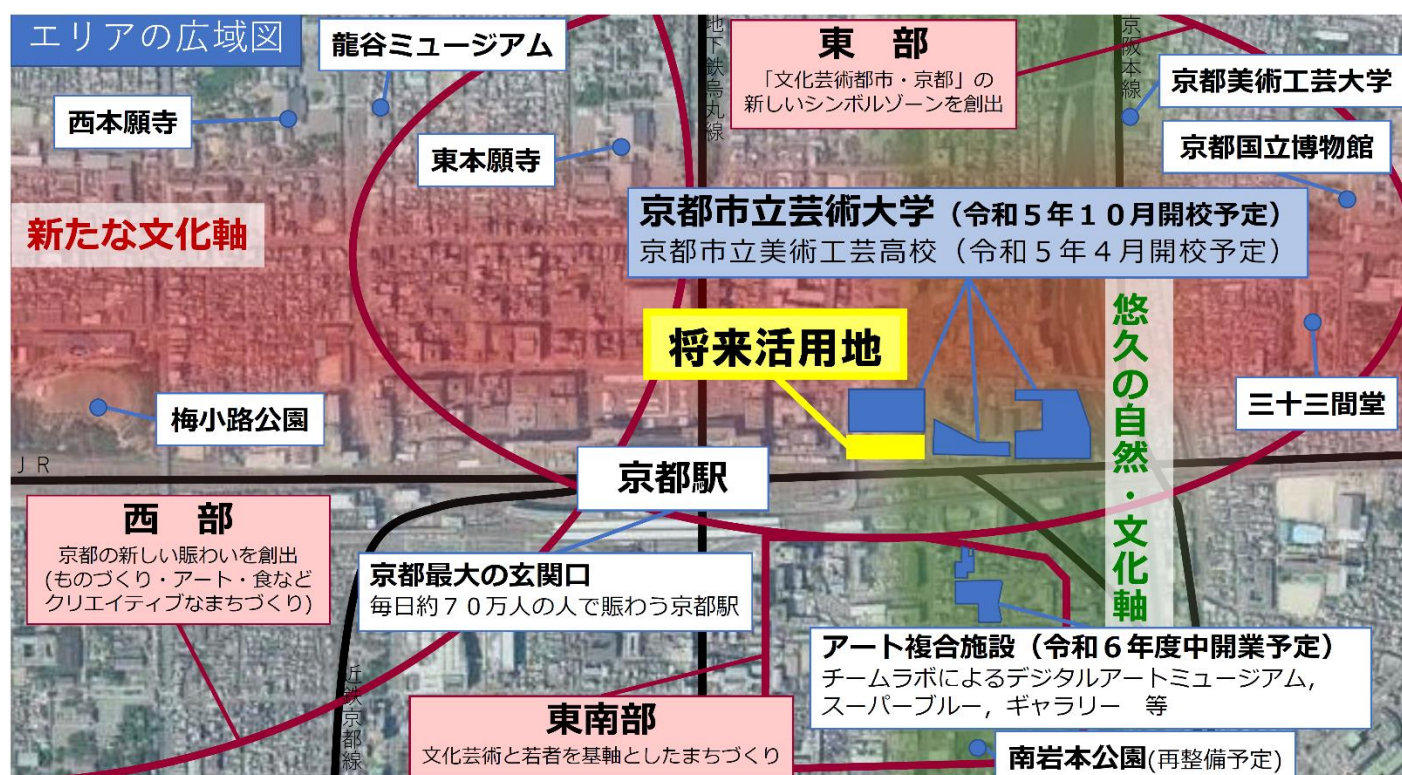 エリアの広域図
龍谷ミュージアム
西本願寺
東本願寺
地下鉄烏丸線
東 部
「文化芸術都市・京都」の
新しいシンボルゾーンを創出
京阪本線
京都美術工芸大学
京都国立博物館
新たな文化軸
京都市立芸術大学（令和５年１０月開校予定）
京都市立美術工芸高校（令和５年４月開校予定）
将来活用地
悠久の自然・文化軸
三十三間堂
梅小路公園
ＪＲ
京都駅
西 部
京都の新しい賑わいを創出
(ものづくり・アート・食など
クリエイティブなまちづくり)
京都最大の玄関口
毎日約７０万人の人で賑わう京都駅
近鉄京都線
東南部
文化芸術と若者を基軸としたまちづくり
アート複合施設（令和６年度中開業予定）
チームラボによるデジタルアートミュージアム，
スーパーブルー，ギャラリー 等
南岩本公園(再整備予定)